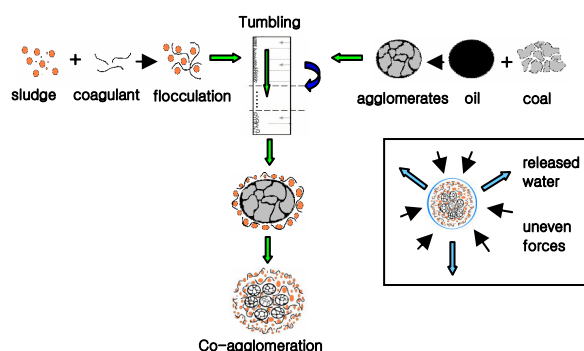 Tumbling
+
+
sludge coagulant flocculation
agglomerates oil coal
released
water
uneven
forces
Co-agglomeration